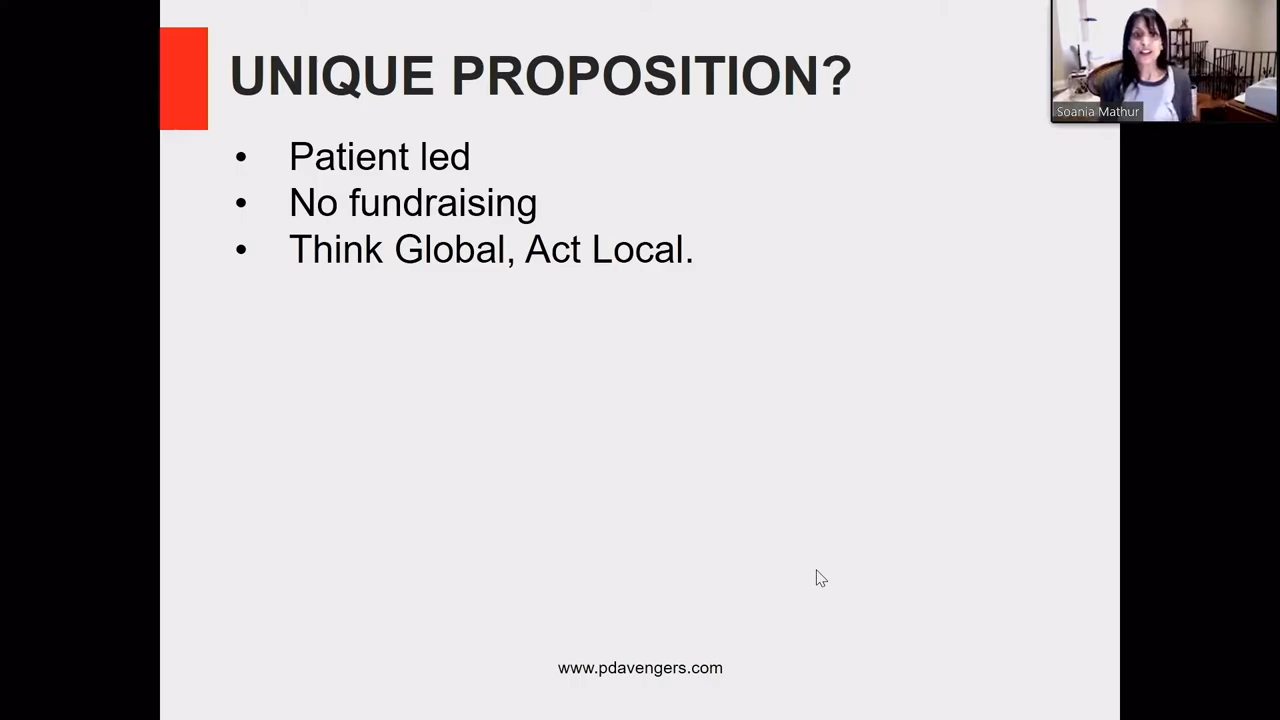 UNIQUE PROPOSITION?
Soania Mathur
• Patient led
• No fundraising
• Think Global, Act Local.
www.pdavengers.com